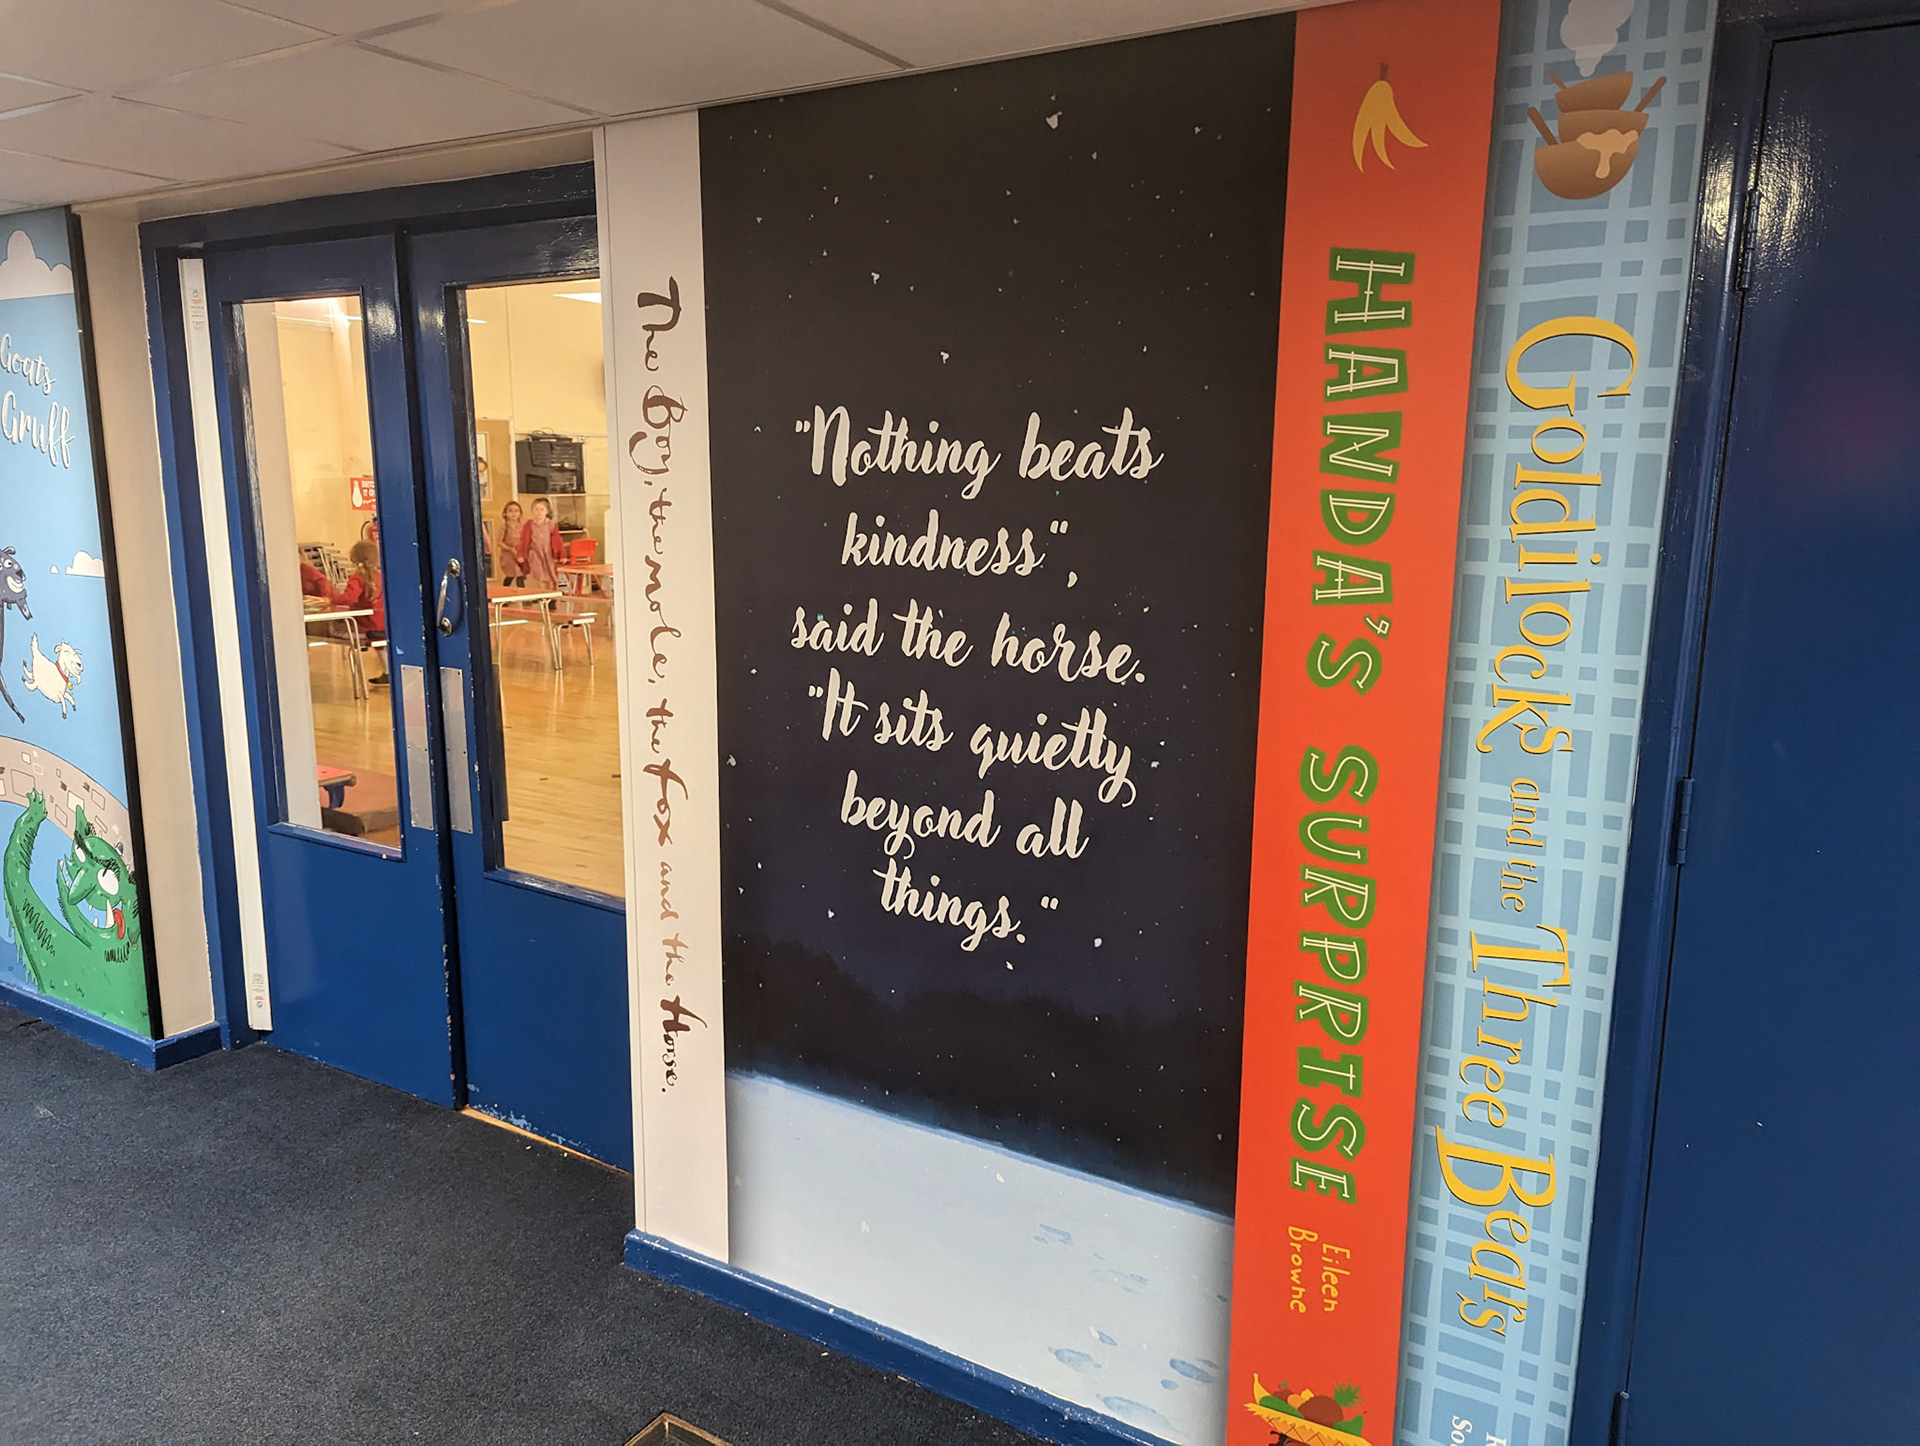 Goats
Gruff
The Boy, the mole, the fox and the Horse.
"Nothing beats
kindness",
said the horse.
"It sits quietly
beyond all
things."
HANDA'S SURPRISE
Eileen
Browne
Goldilocks and the Three Bears